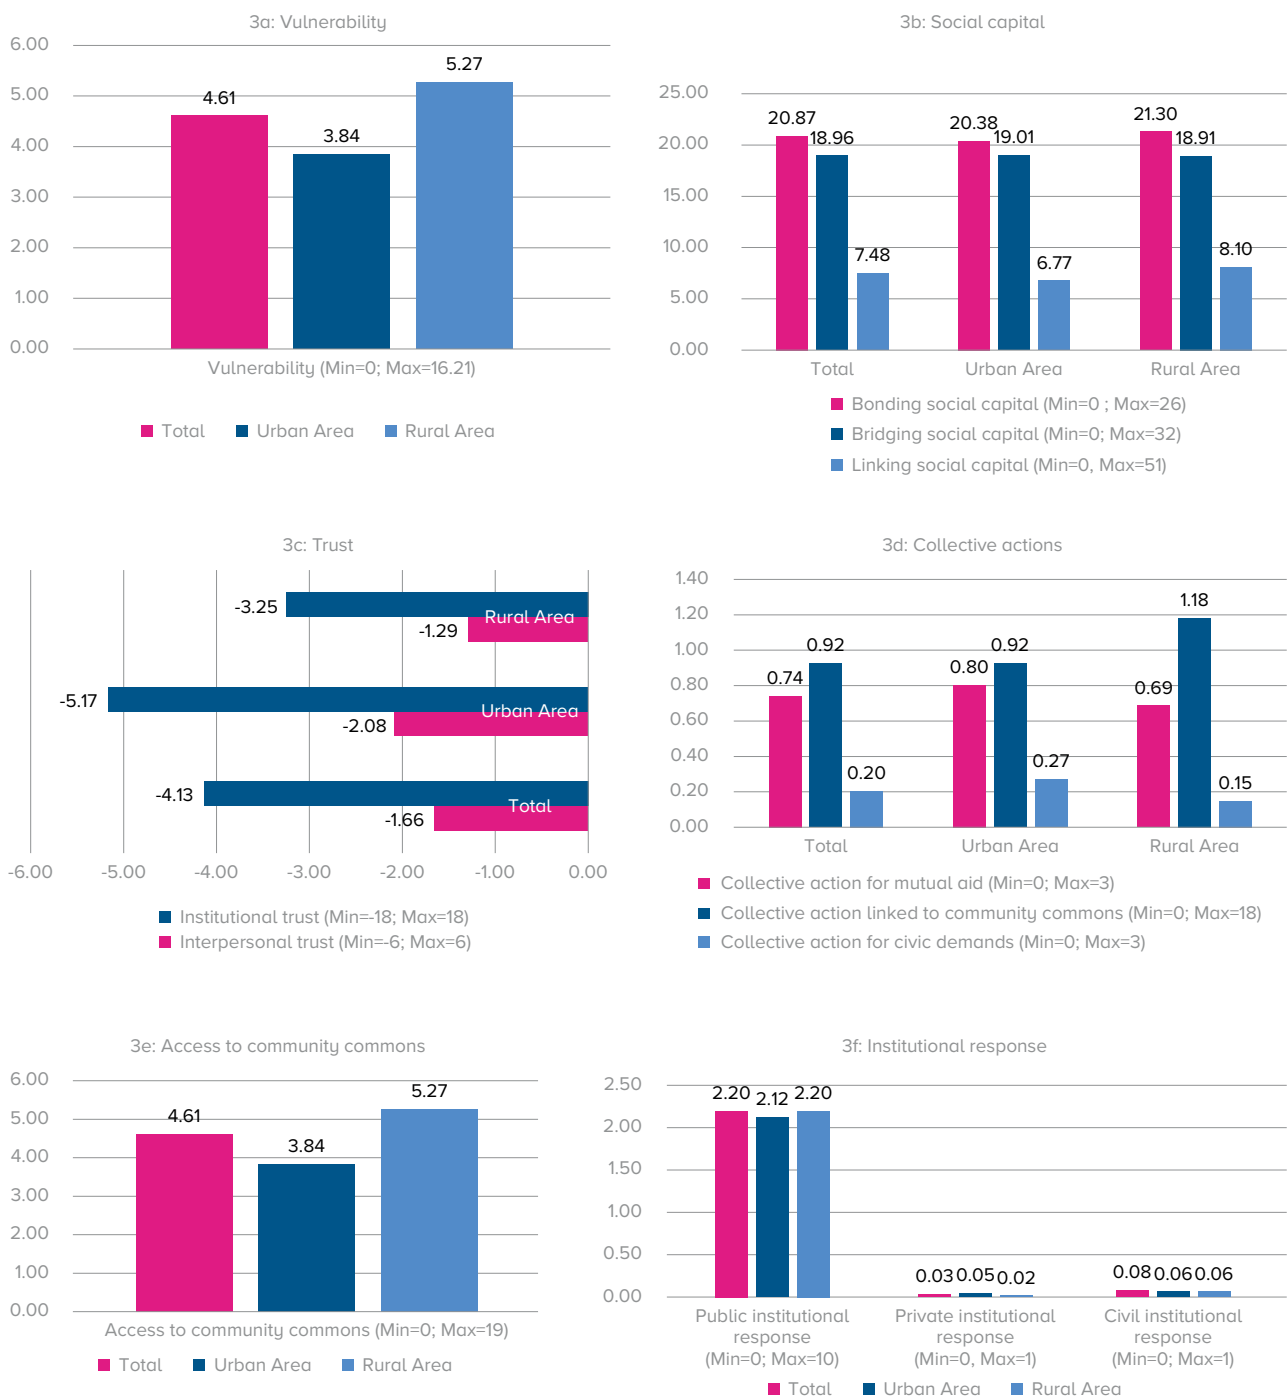 3a: Vulnerability
6.00
5.00
4.00
3.00
2.00
1.00
0.00
4.61
3.84
5.27
Vulnerability (Min=0; Max=16.21)
Total Urban Area Rural Area
3b: Social capital
25.00
20.00
15.00
10.00
5.00
0.00
20.87
18.96
7.48
20.38
19.01
6.77
21.30
18.91
8.10
Total Urban Area Rural Area
Bonding social capital (Min=0 ; Max=26)
Bridging social capital (Min=0; Max=32)
Linking social capital (Min=0, Max=51)
3c: Trust
-3.25
Rural Area
-1.29
-5.17
Urban Area
-2.08
-4.13
Total
-1.66
-6.00 -5.00 -4.00 -3.00 -2.00 -1.00 0.00
Institutional trust (Min=-18; Max=18)
Interpersonal trust (Min=-6; Max=6)
3d: Collective actions
1.40
1.20
1.00
0.80
0.60
0.40
0.20
0.00
0.74
0.92
0.20
0.80
0.92
0.27
0.69
1.18
0.15
Total Urban Area Rural Area
Collective action for mutual aid (Min=0; Max=3)
Collective action linked to community commons (Min=0; Max=18)
Collective action for civic demands (Min=0; Max=3)
3e: Access to community commons
6.00
5.00
4.00
3.00
2.00
1.00
0.00
4.61
3.84
5.27
Access to community commons (Min=0; Max=19)
Total Urban Area Rural Area
3f: Institutional response
2.50
2.00
1.50
1.00
0.50
0.00
2.20
2.12
2.20
0.03
0.05
0.02
0.08
0.06
0.06
Public institutional
response
(Min=0; Max=10)
Private institutional
response
(Min=0, Max=1)
Civil institutional
response
(Min=0; Max=1)
Total Urban Area Rural Area